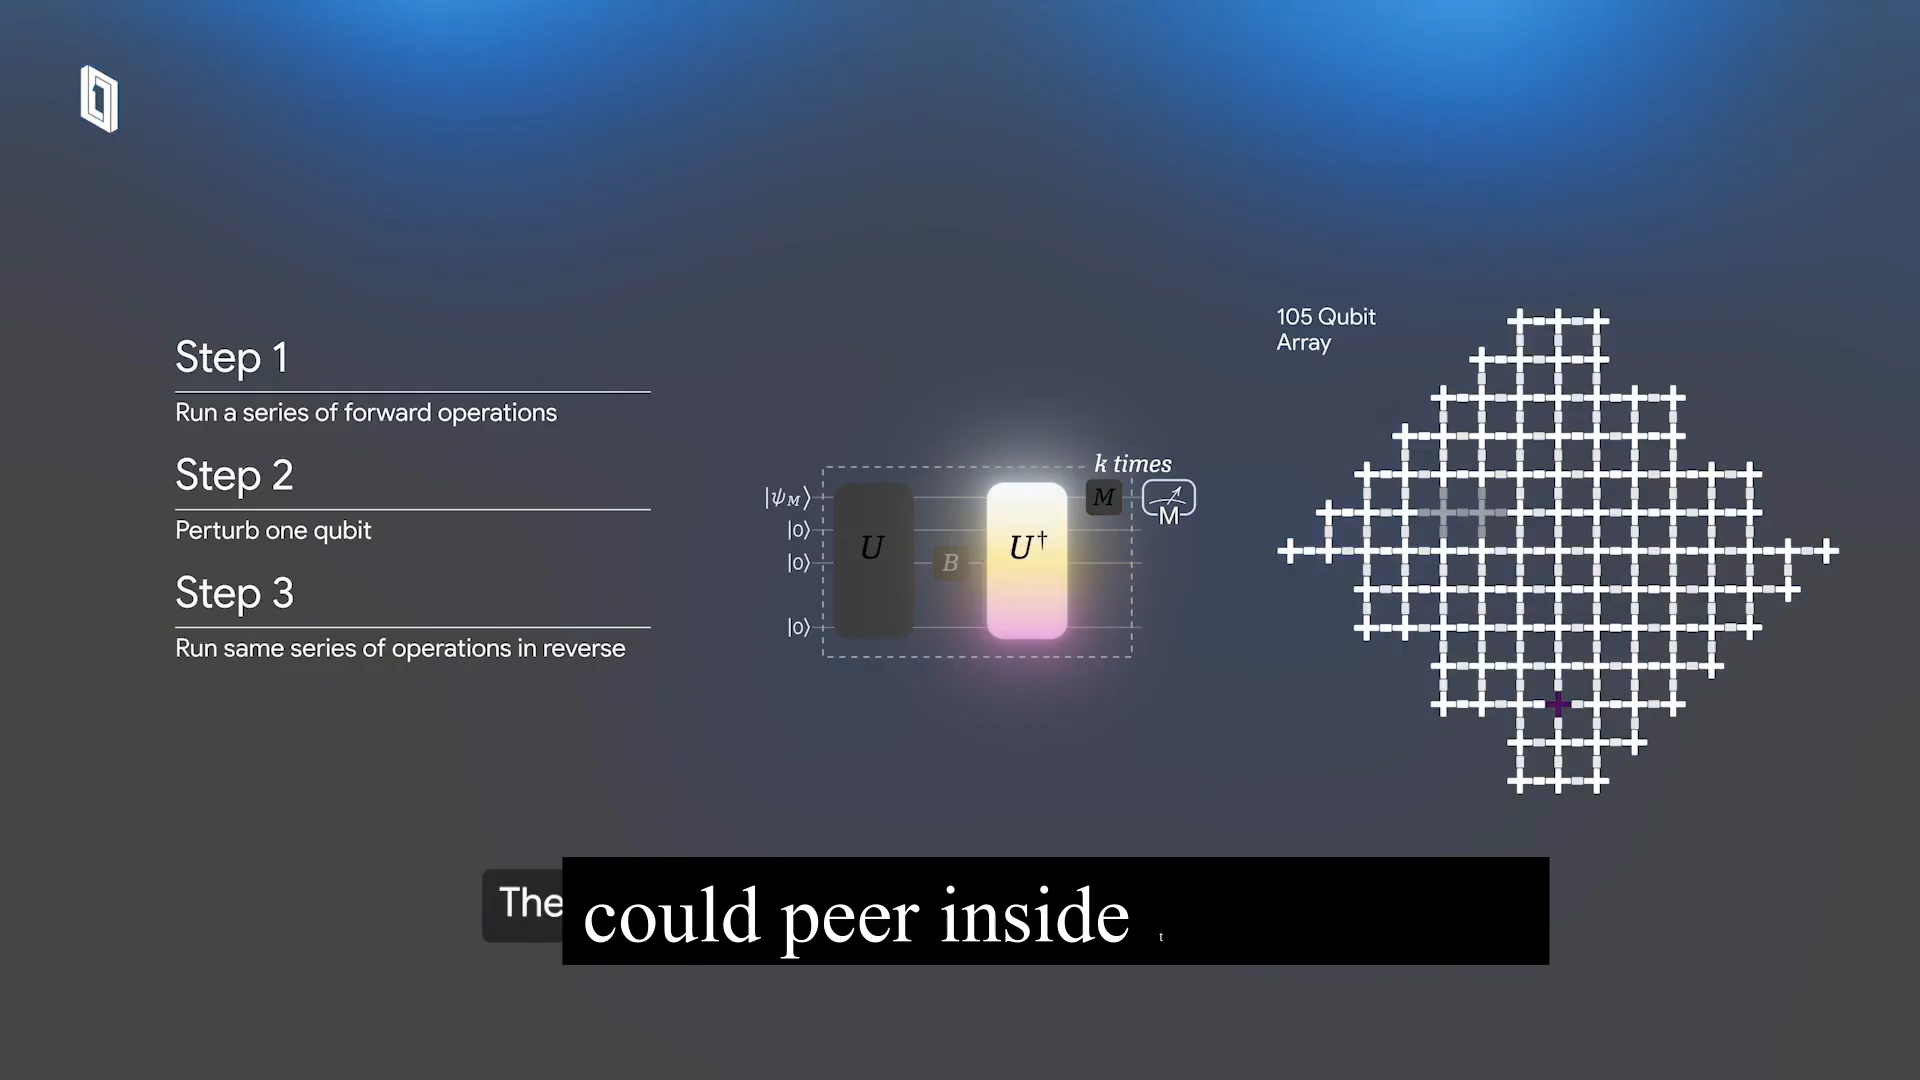 Step 1
Run a series of forward operations
Step 2
Perturb one qubit
Step 3
Run same series of operations in reverse
k times
|ψM⟩
|0⟩
|0⟩
|0⟩
U
B
U†
M
M
105 Qubit
Array
The
could peer inside t